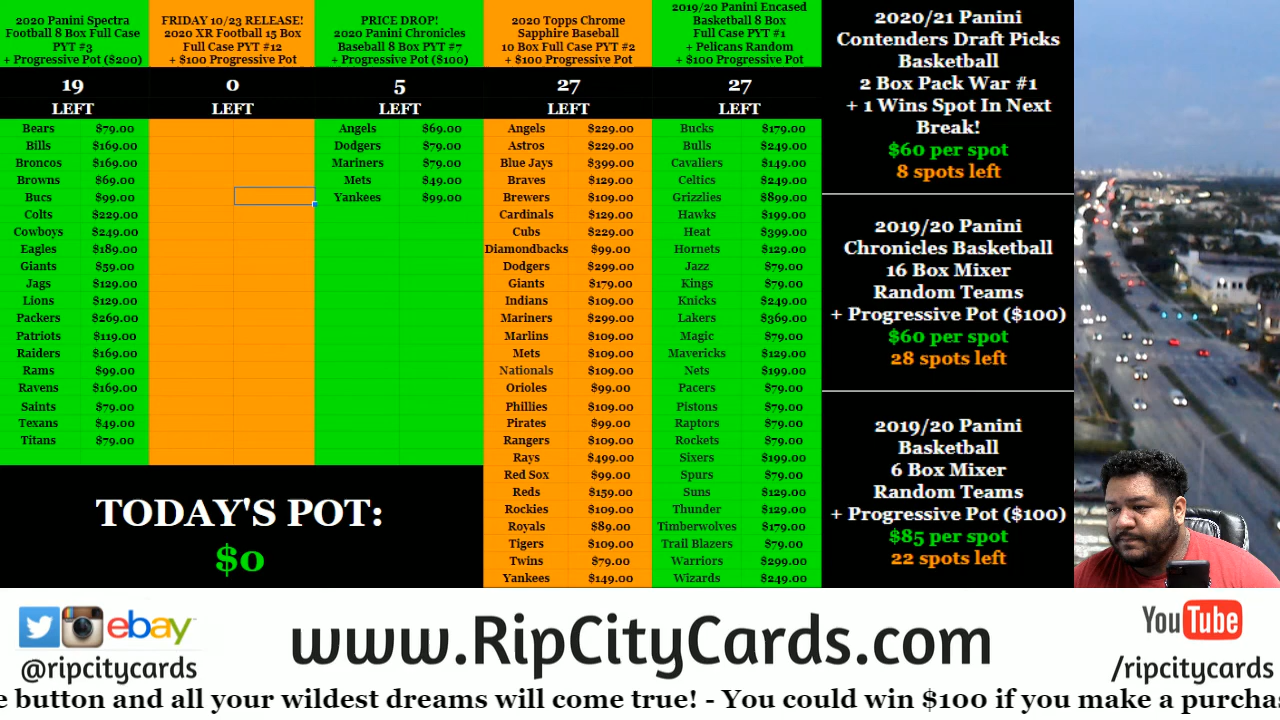 2020 Panini Spectra
Football 8 Box Full Case
PYT #3
+ Progressive Pot ($200)
19
LEFT
Bears $79.00
Bills $169.00
Broncos $169.00
Browns $69.00
Bucs $99.00
Colts $229.00
Cowboys $249.00
Eagles $189.00
Giants $59.00
Jags $129.00
Lions $129.00
Packers $269.00
Patriots $119.00
Raiders $169.00
Rams $99.00
Ravens $169.00
Saints $79.00
Texans $49.00
Titans $79.00
FRIDAY 10/23 RELEASE!
2020 XR Football 15 Box
Full Case PYT #12
+ $100 Progressive Pot
0
LEFT
PRICE DROP!
2020 Panini Chronicles
Baseball 8 Box PYT #7
+ Progressive Pot ($100)
5
LEFT
Angels $69.00
Dodgers $79.00
Mariners $79.00
Mets $49.00
Yankees $99.00
TODAY'S POT:
$0
2020 Topps Chrome
Sapphire Baseball
10 Box Full Case PYT #2
+ $100 Progressive Pot
27
LEFT
Angels $229.00
Astros $229.00
Blue Jays $399.00
Braves $129.00
Brewers $109.00
Cardinals $129.00
Cubs $229.00
Diamondbacks $99.00
Dodgers $299.00
Giants $179.00
Indians $109.00
Mariners $299.00
Marlins $109.00
Mets $109.00
Nationals $109.00
Orioles $99.00
Phillies $109.00
Pirates $99.00
Rangers $109.00
Rays $499.00
Red Sox $99.00
Reds $159.00
Rockies $109.00
Royals $89.00
Tigers $109.00
Twins $79.00
Yankees $149.00
2019/20 Panini Encased
Basketball 8 Box
Full Case PYT #1
+ Pelicans Random
+ $100 Progressive Pot
27
LEFT
Bucks $179.00
Bulls $249.00
Cavaliers $149.00
Celtics $249.00
Grizzlies $899.00
Hawks $199.00
Heat $399.00
Hornets $129.00
Jazz $79.00
Kings $79.00
Knicks $249.00
Lakers $369.00
Magic $79.00
Mavericks $129.00
Nets $199.00
Pacers $79.00
Pistons $79.00
Raptors $79.00
Rockets $79.00
Sixers $199.00
Spurs $79.00
Suns $129.00
Thunder $129.00
Timberwolves $179.00
Trail Blazers $79.00
Warriors $299.00
Wizards $249.00
2020/21 Panini
Contenders Draft Picks
Basketball
2 Box Pack War #1
+ 1 Wins Spot In Next
Break!
$60 per spot
8 spots left
2019/20 Panini
Chronicles Basketball
16 Box Mixer
Random Teams
+ Progressive Pot ($100)
$60 per spot
28 spots left
2019/20 Panini
Basketball
6 Box Mixer
Random Teams
+ Progressive Pot ($100)
$85 per spot
22 spots left
ebay
@ripcitycards
www.RipCityCards.com
YouTube
/ripcitycards
e button and all your wildest dreams will come true! - You could win $100 if you make a purcha